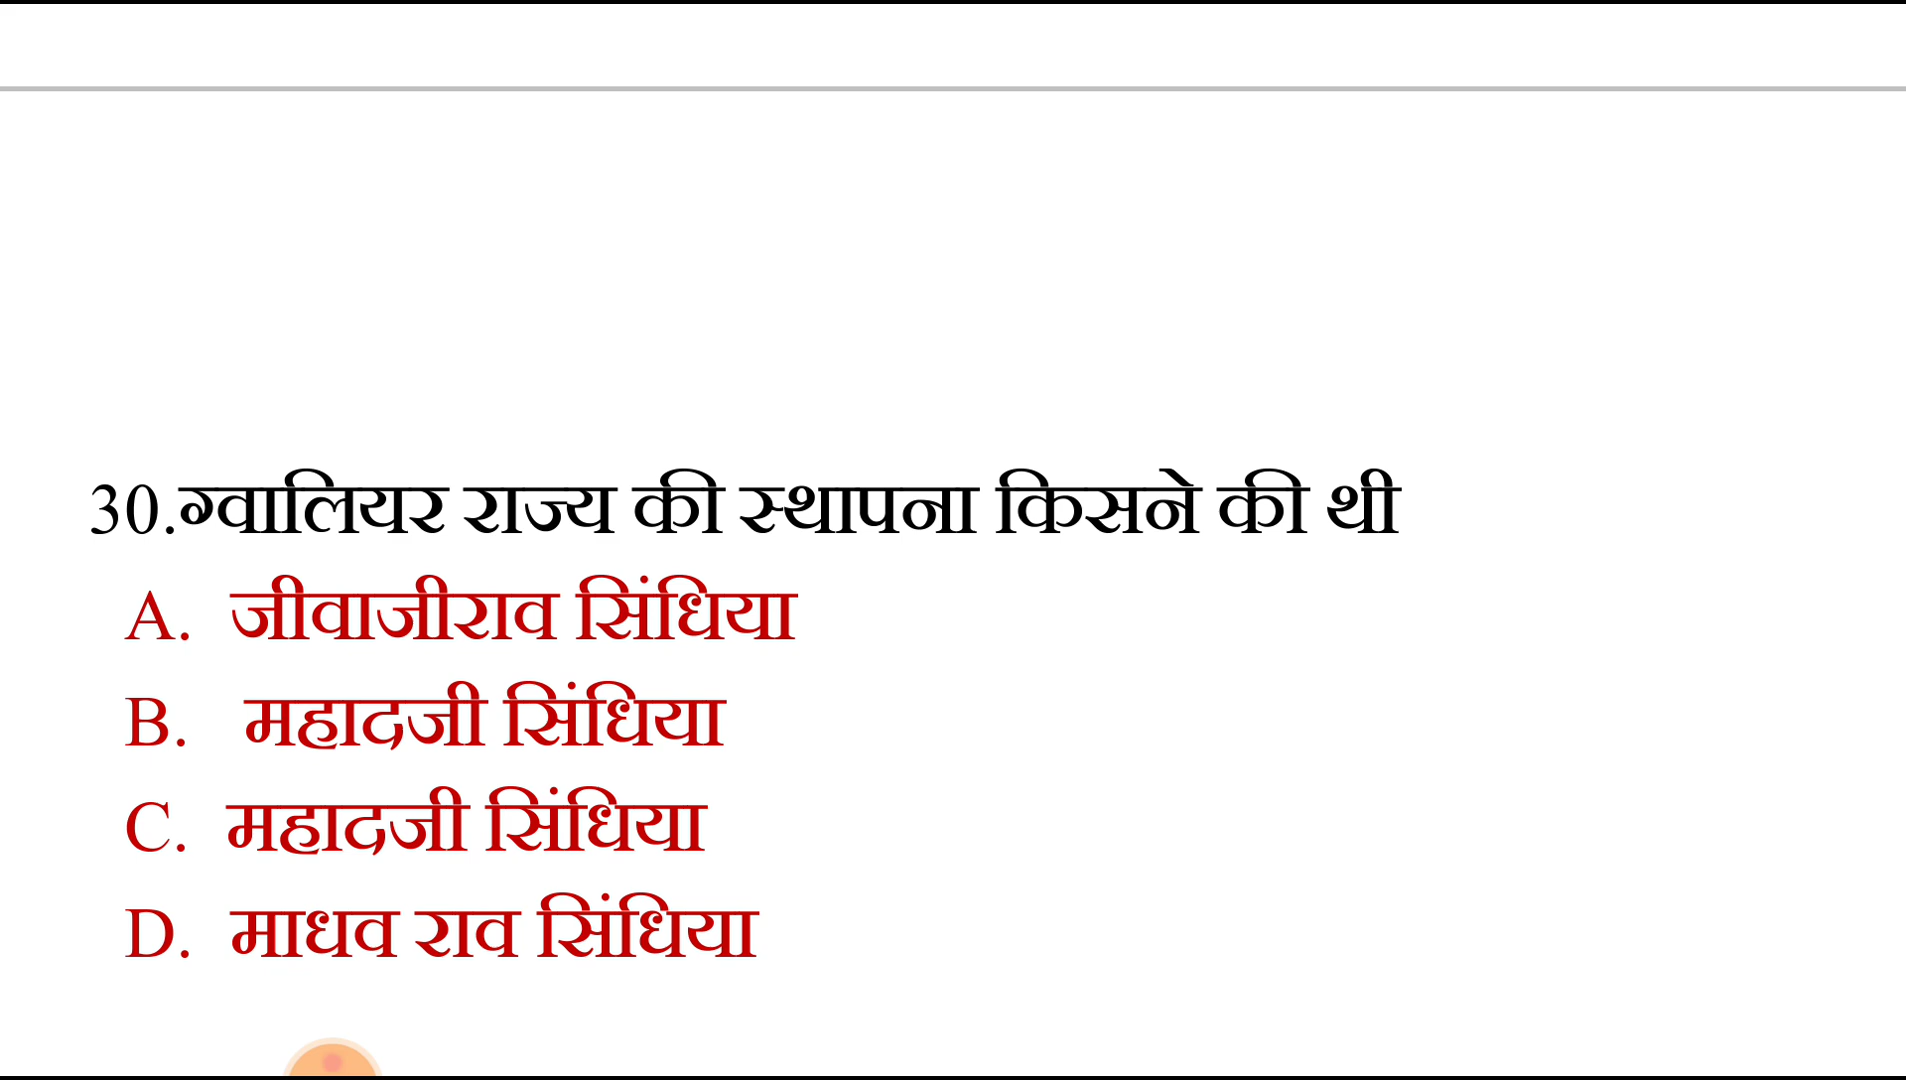 30.ग्वालियर राज्य की स्थापना किसने की थी
A. जीवाजीराव सिंधिया
B. महादजी सिंधिया
C. महादजी सिंधिया
D. माधव राव सिंधिया